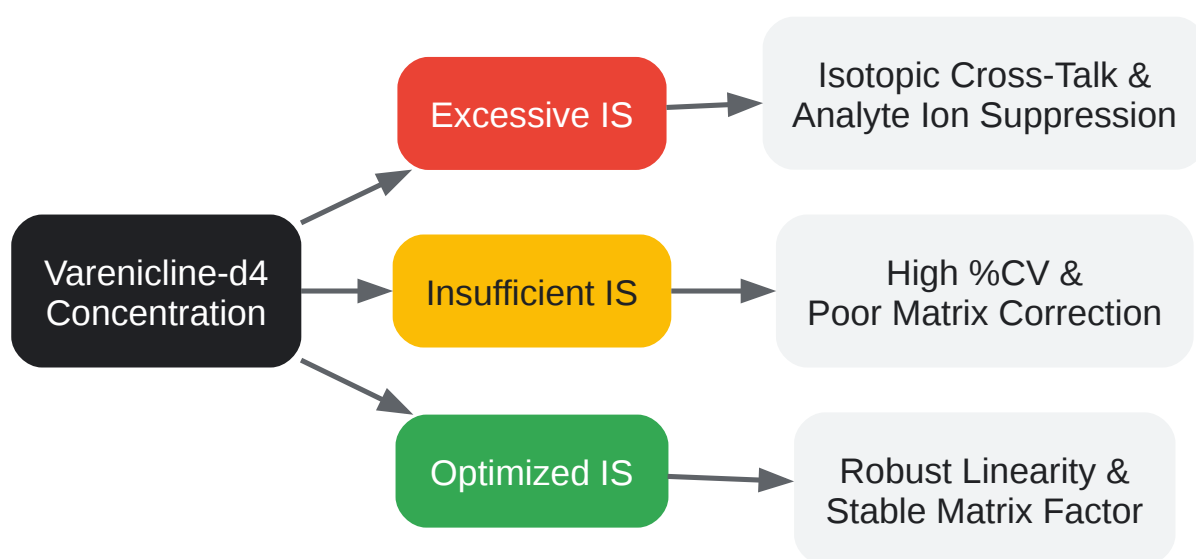 Varenicline-d4
Concentration
Excessive IS
Isotopic Cross-Talk &
Analyte Ion Suppression
Insufficient IS
High %CV &
Poor Matrix Correction
Optimized IS
Robust Linearity &
Stable Matrix Factor